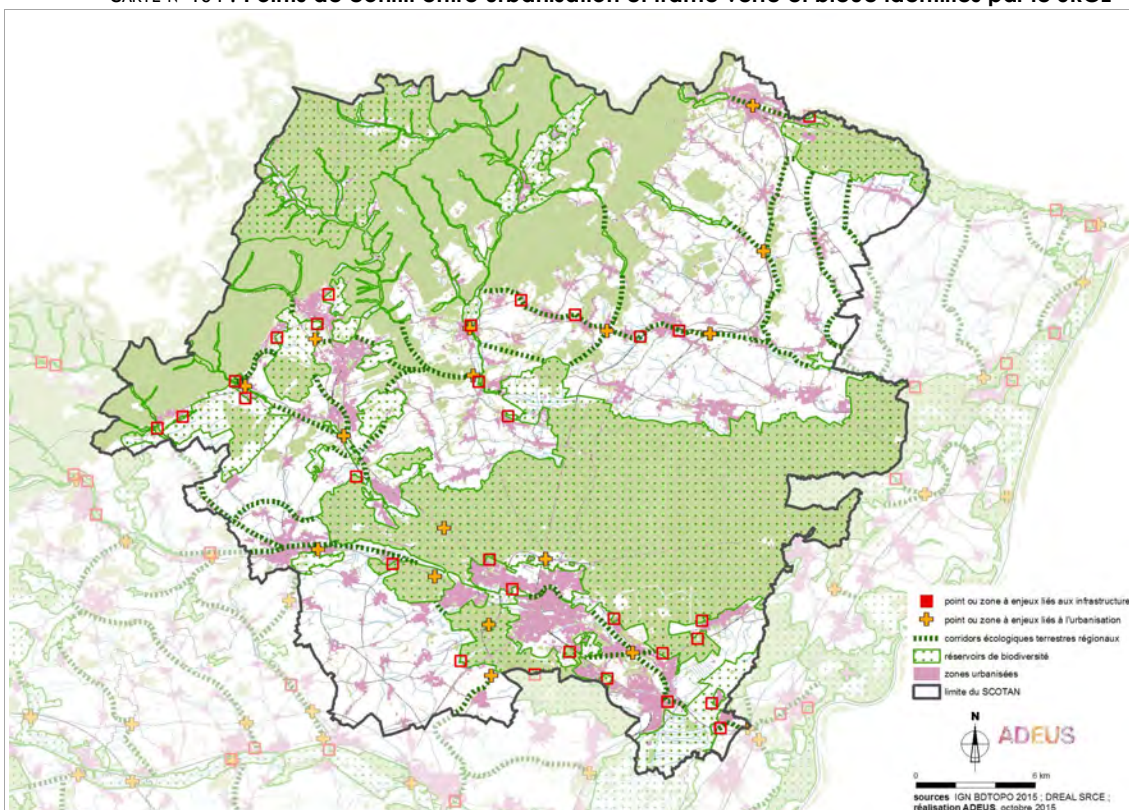 point ou zone à enjeux liés aux infrastructure
point ou zone à enjeux liés à l'urbanisation
corridors écologiques terrestres régionaux
réservoirs de biodiversité
zones urbanisées
limite du SCOTAN
N
ADEUS
0 6 km
sources IGN BDTOPO 2015 ; DREAL SRCE ;
réalisation ADEUS, octobre 2015